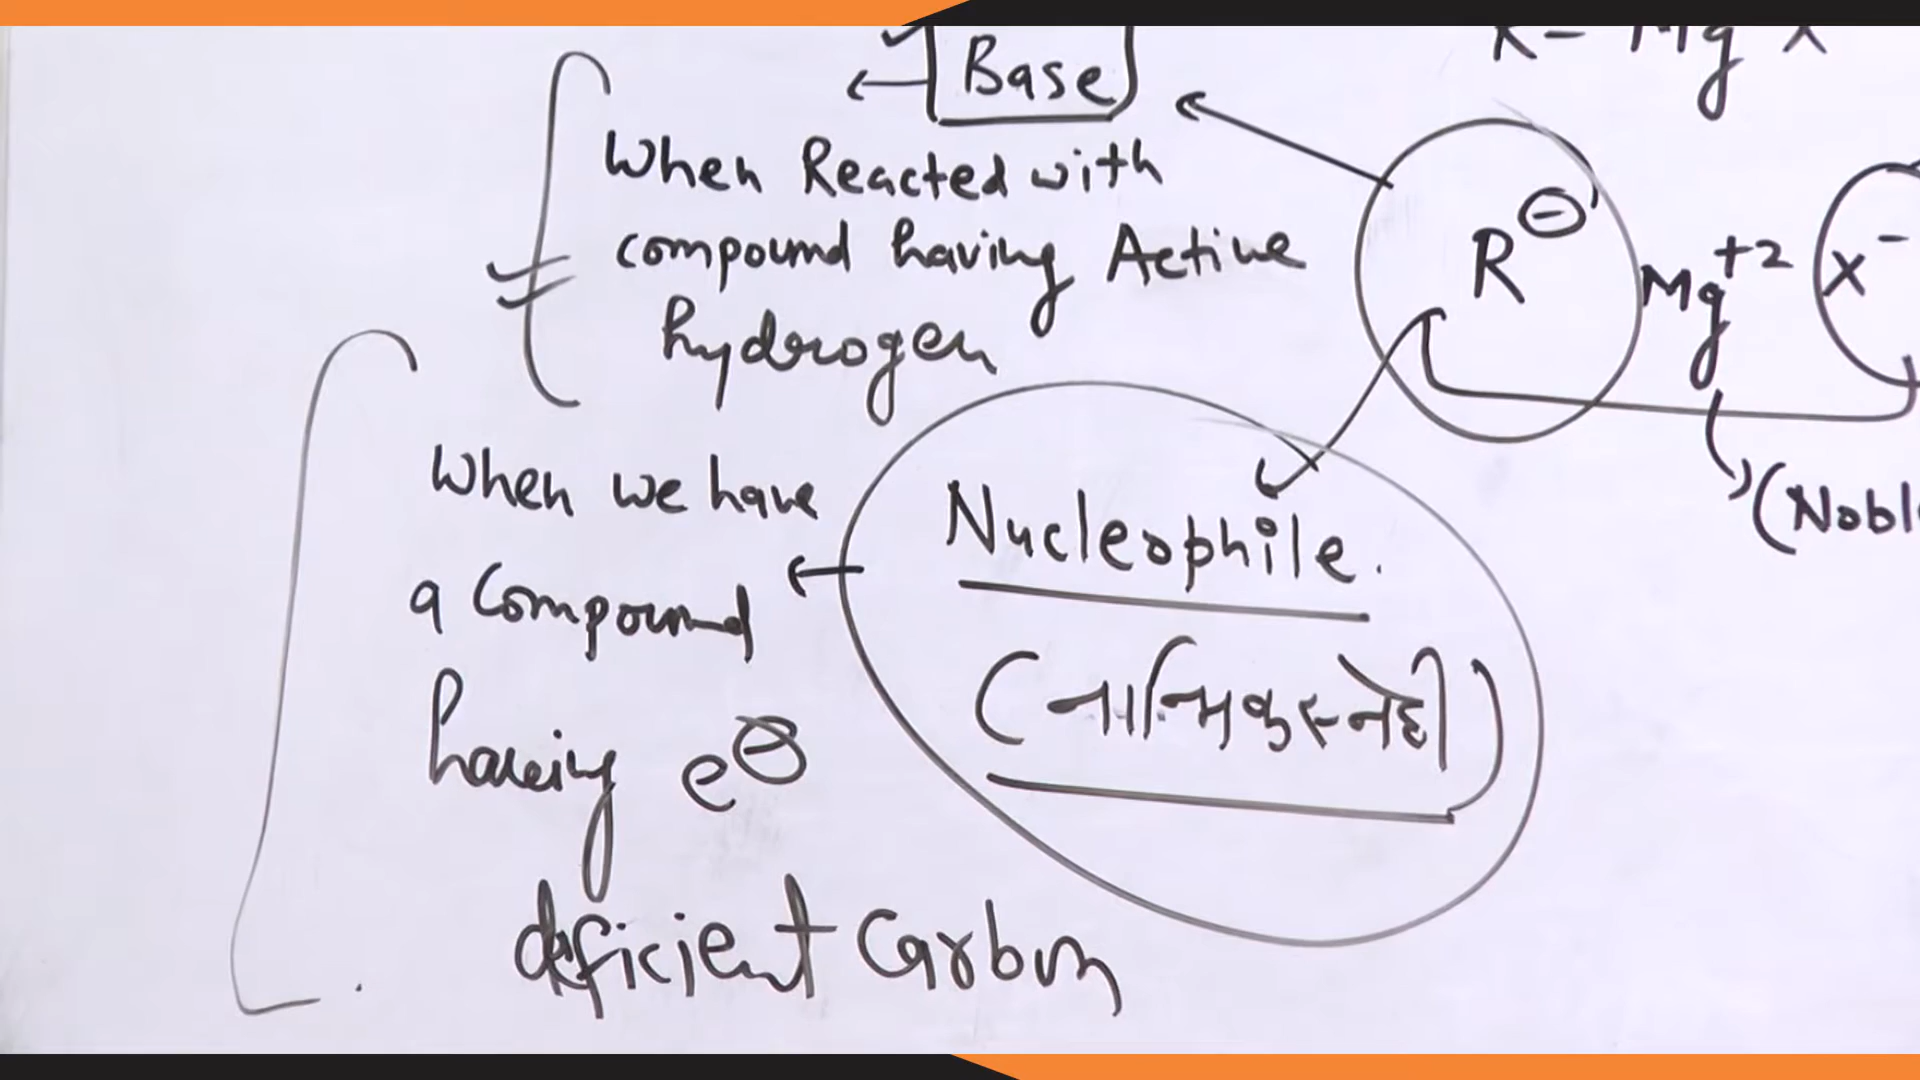 Base
R - Mg X
When Reacted with
compound having Active
hydrogen
R⊖ Mg+2 X-
When we have
a Compound
having e⊖
deficient Carbon
Nucleophile.
(नाभिकस्नेही)